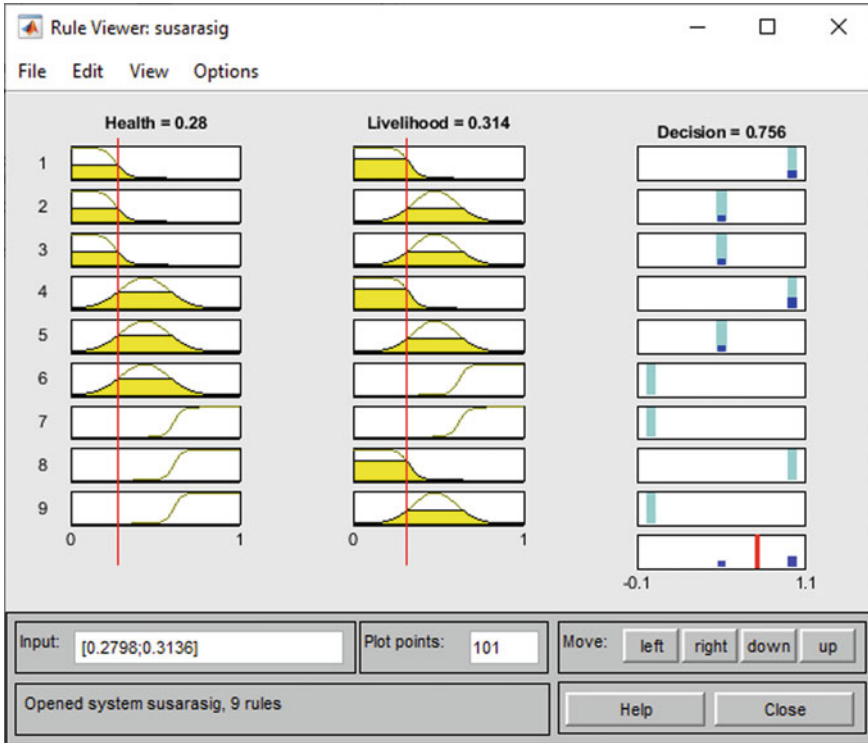 Rule Viewer: susarasig
File Edit View Options
Health = 0.28 Livelihood = 0.314 Decision = 0.756
1
2
3
4
5
6
7
8
9
0 1 0 1
-0.1 1.1
Input: [0.2798;0.3136] Plot points: 101 Move: left right down up
Opened system susarasig, 9 rules Help Close